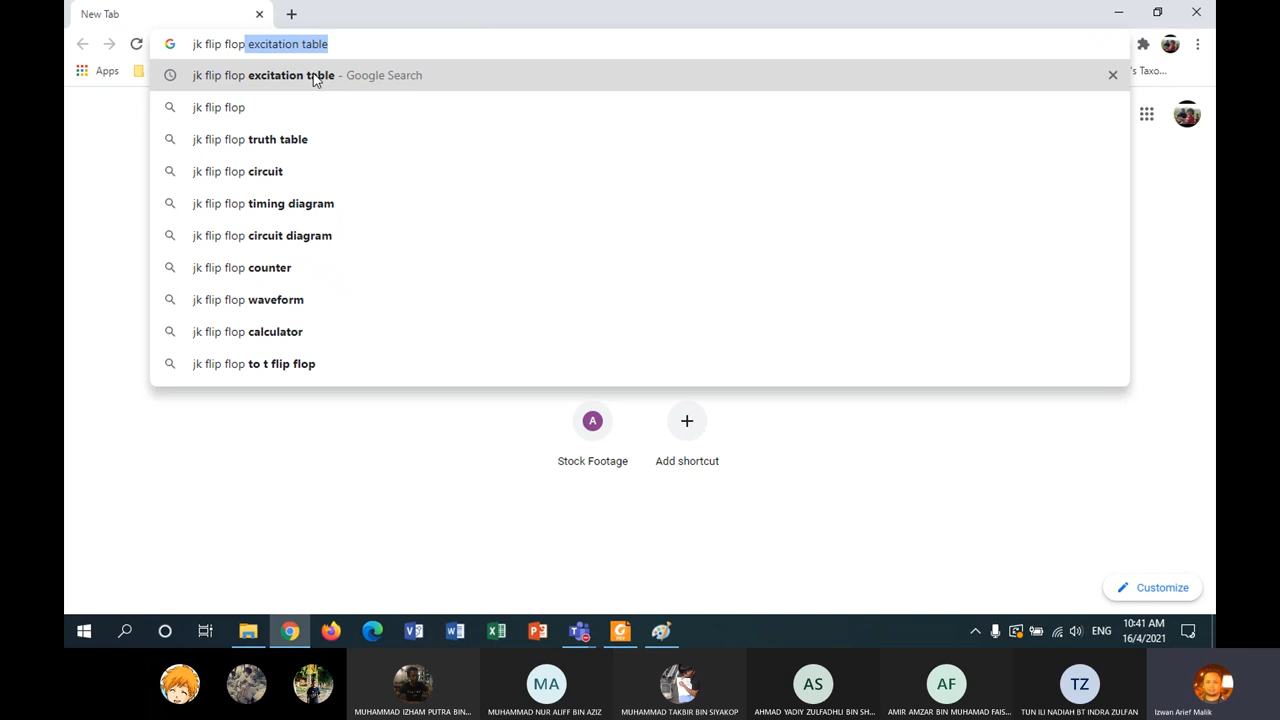 New Tab
jk flip flop excitation table
Apps
's Taxo...
jk flip flop excitation table - Google Search
jk flip flop
jk flip flop truth table
jk flip flop circuit
jk flip flop timing diagram
jk flip flop circuit diagram
jk flip flop counter
jk flip flop waveform
jk flip flop calculator
jk flip flop to t flip flop
A
Stock Footage
Add shortcut
Customize
ENG
10:41 AM
16/4/2021
MA
AS
AF
TZ
MUHAMMAD IZHAM PUTRA BIN...
MUHAMMAD NUR ALIFF BIN AZIZ
MUHAMMAD TAKBIR BIN SIYAKOP
AHMAD YADIY ZULFADHLI BIN SH...
AMIR AMZAR BIN MUHAMAD FAIS...
TUN ILI NADIAH BT INDRA ZULFAN
Izwan Arief Malik